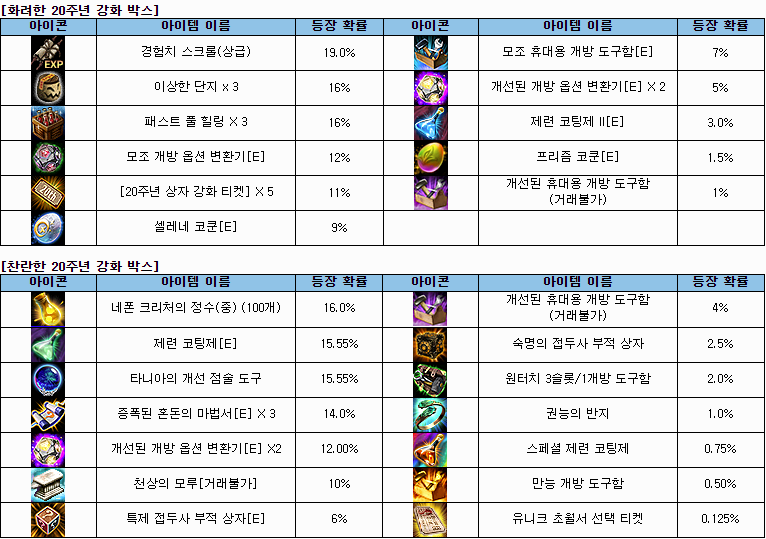 [화려한 20주년 강화 박스]
아이콘 아이템 이름 등장 확률 아이콘 아이템 이름 등장 확률
EXP 경험치 스크롤(상급) 19.0% 모조 휴대용 개방 도구함[E] 7%
이상한 단지 x 3 16% 개선된 개방 옵션 변환기[E] X 2 5%
패스트 풀 힐링 X 3 16% 제련 코팅제 II[E] 3.0%
모조 개방 옵션 변환기[E] 12% 프리즘 코쿤[E] 1.5%
20th [20주년 상자 강화 티켓] X 5 11% 개선된 휴대용 개방 도구함
(거래불가) 1%
셀레네 코쿤[E] 9%
[찬란한 20주년 강화 박스]
아이콘 아이템 이름 등장 확률 아이콘 아이템 이름 등장 확률
네폰 크리처의 정수(중) (100개) 16.0% 개선된 휴대용 개방 도구함
(거래불가) 4%
제련 코팅제[E] 15.55% 숙명의 접두사 부적 상자 2.5%
타니아의 개선 점술 도구 15.55% 원터치 3슬롯/1개방 도구함 2.0%
증폭된 혼돈의 마법서[E] X 3 14.0% 권능의 반지 1.0%
개선된 개방 옵션 변환기[E] X2 12.00% 스페셜 제련 코팅제 0.75%
천상의 모루[거래불가] 10% 만능 개방 도구함 0.50%
특제 접두사 부적 상자[E] 6% 유니크 초월서 선택 티켓 0.125%